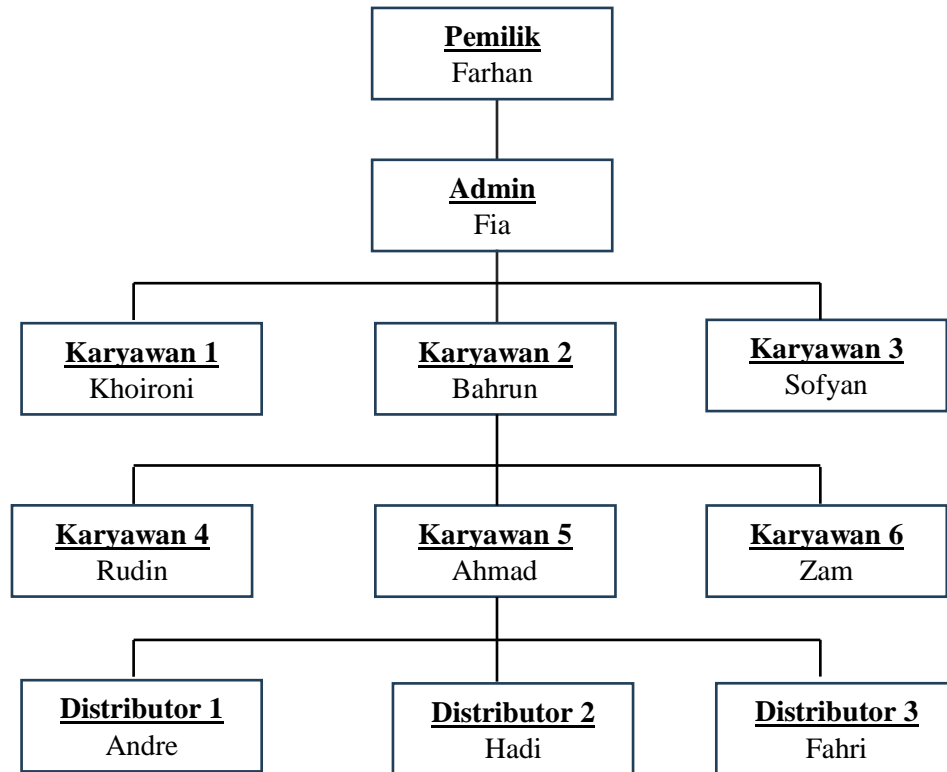 Pemilik
Farhan
Admin
Fia
Karyawan 1
Khoironi
Karyawan 2
Bahrun
Karyawan 3
Sofyan
Karyawan 4
Rudin
Karyawan 5
Ahmad
Karyawan 6
Zam
Distributor 1
Andre
Distributor 2
Hadi
Distributor 3
Fahri